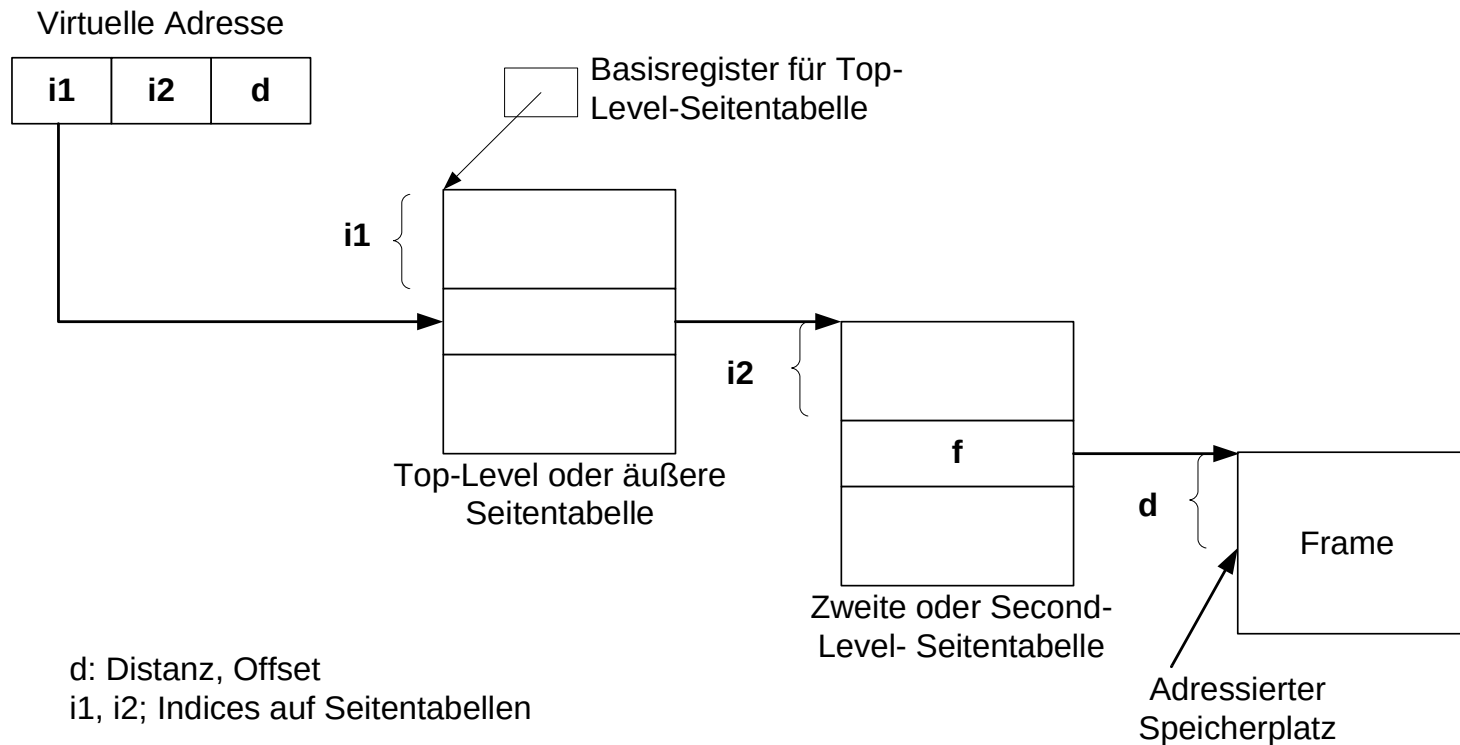 Virtuelle Adresse
i1 i2 d
Basisregister für Top-
Level-Seitentabelle
i1
i2
f
d
Frame
Top-Level oder äußere
Seitentabelle
Zweite oder Second-
Level- Seitentabelle
Adressierter
Speicherplatz
d: Distanz, Offset
i1, i2; Indices auf Seitentabellen